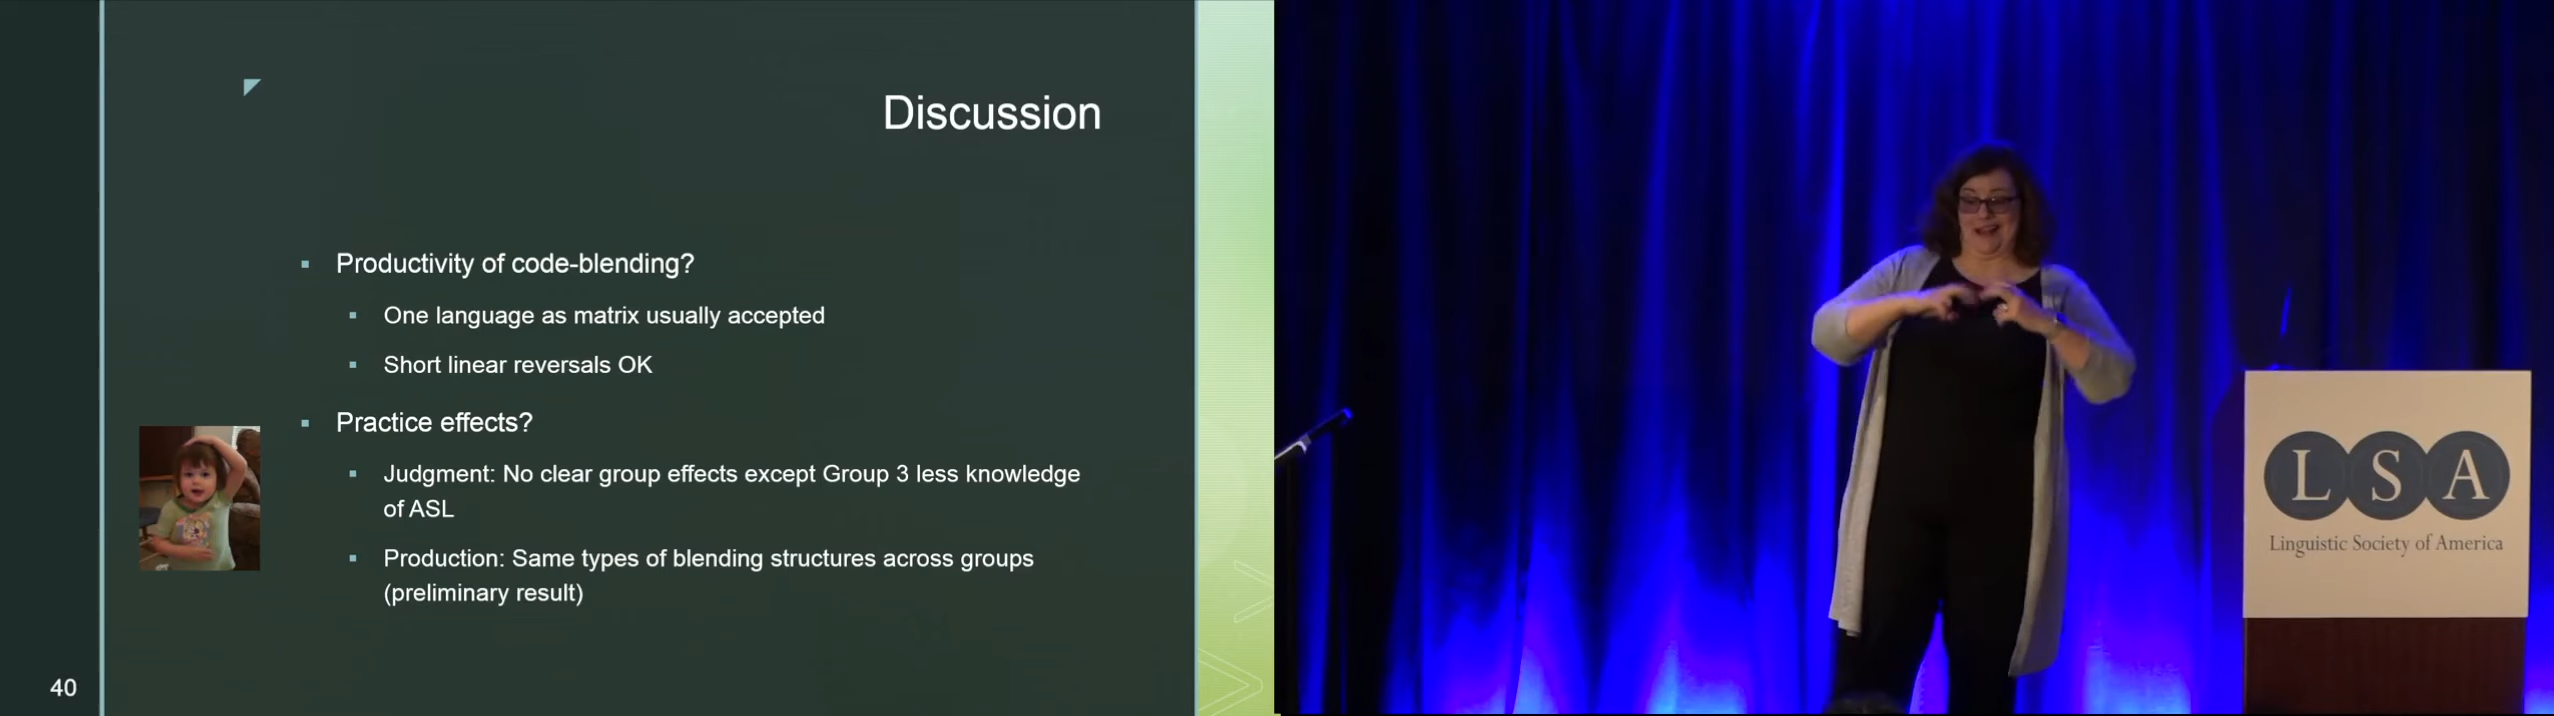 Discussion
Productivity of code-blending?
One language as matrix usually accepted
Short linear reversals OK
Practice effects?
Judgment: No clear group effects except Group 3 less knowledge
of ASL
Production: Same types of blending structures across groups
(preliminary result)
40
LSA
Linguistic Society of America